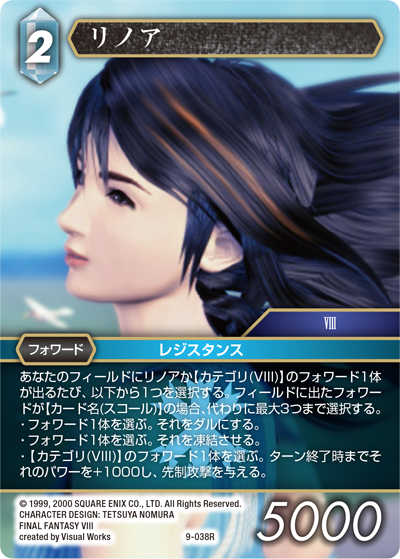 2
リノア
VIII
フォワード
レジスタンス
あなたのフィールドにリノアか【カテゴリ(VIII)】のフォワード1体
が出るたび、以下から1つを選択する。フィールドに出たフォワー
ドが【カード名(スコール)】の場合、代わりに最大3つまで選択する。
・フォワード1体を選ぶ。それをダルにする。
・フォワード1体を選ぶ。それを凍結させる。
・【カテゴリ(VIII)】のフォワード1体を選ぶ。ターン終了時までそ
れのパワーを+1000し、先制攻撃を与える。
© 1999, 2000 SQUARE ENIX CO., LTD. All Rights Reserved.
CHARACTER DESIGN: TETSUYA NOMURA
FINAL FANTASY VIII
created by Visual Works
9-038R
5000